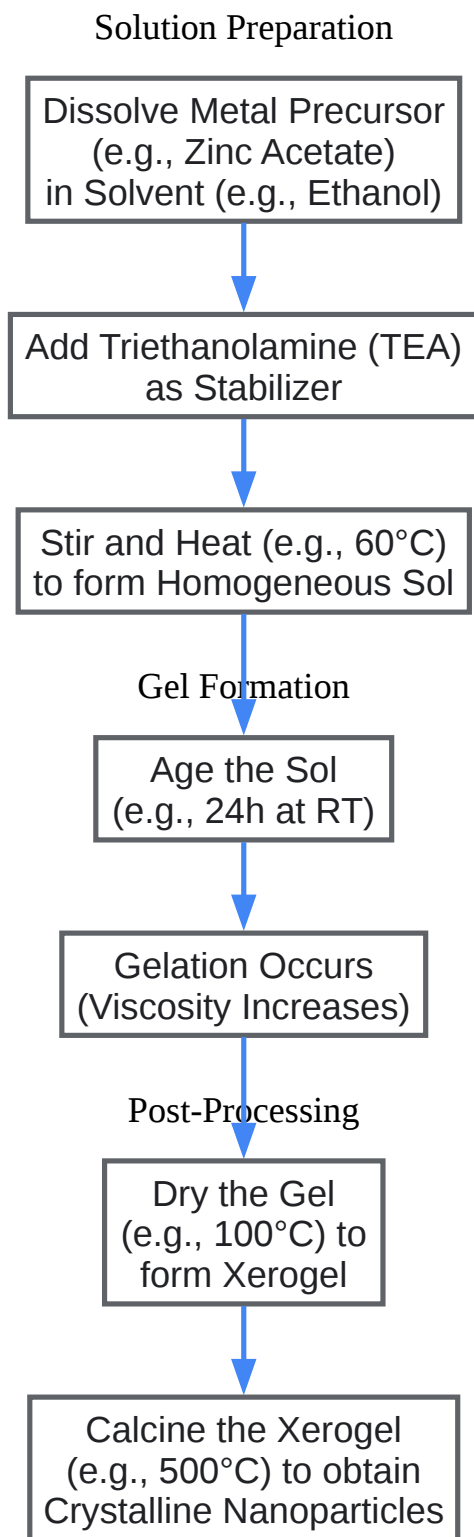 Solution Preparation
Dissolve Metal Precursor
(e.g., Zinc Acetate)
in Solvent (e.g., Ethanol)
Add Triethanolamine (TEA)
as Stabilizer
Stir and Heat (e.g., 60°C)
to form Homogeneous Sol
Gel Formation
Age the Sol
(e.g., 24h at RT)
Gelation Occurs
(Viscosity Increases)
Post-Processing
Dry the Gel
(e.g., 100°C) to
form Xerogel
Calcine the Xerogel
(e.g., 500°C) to obtain
Crystalline Nanoparticles